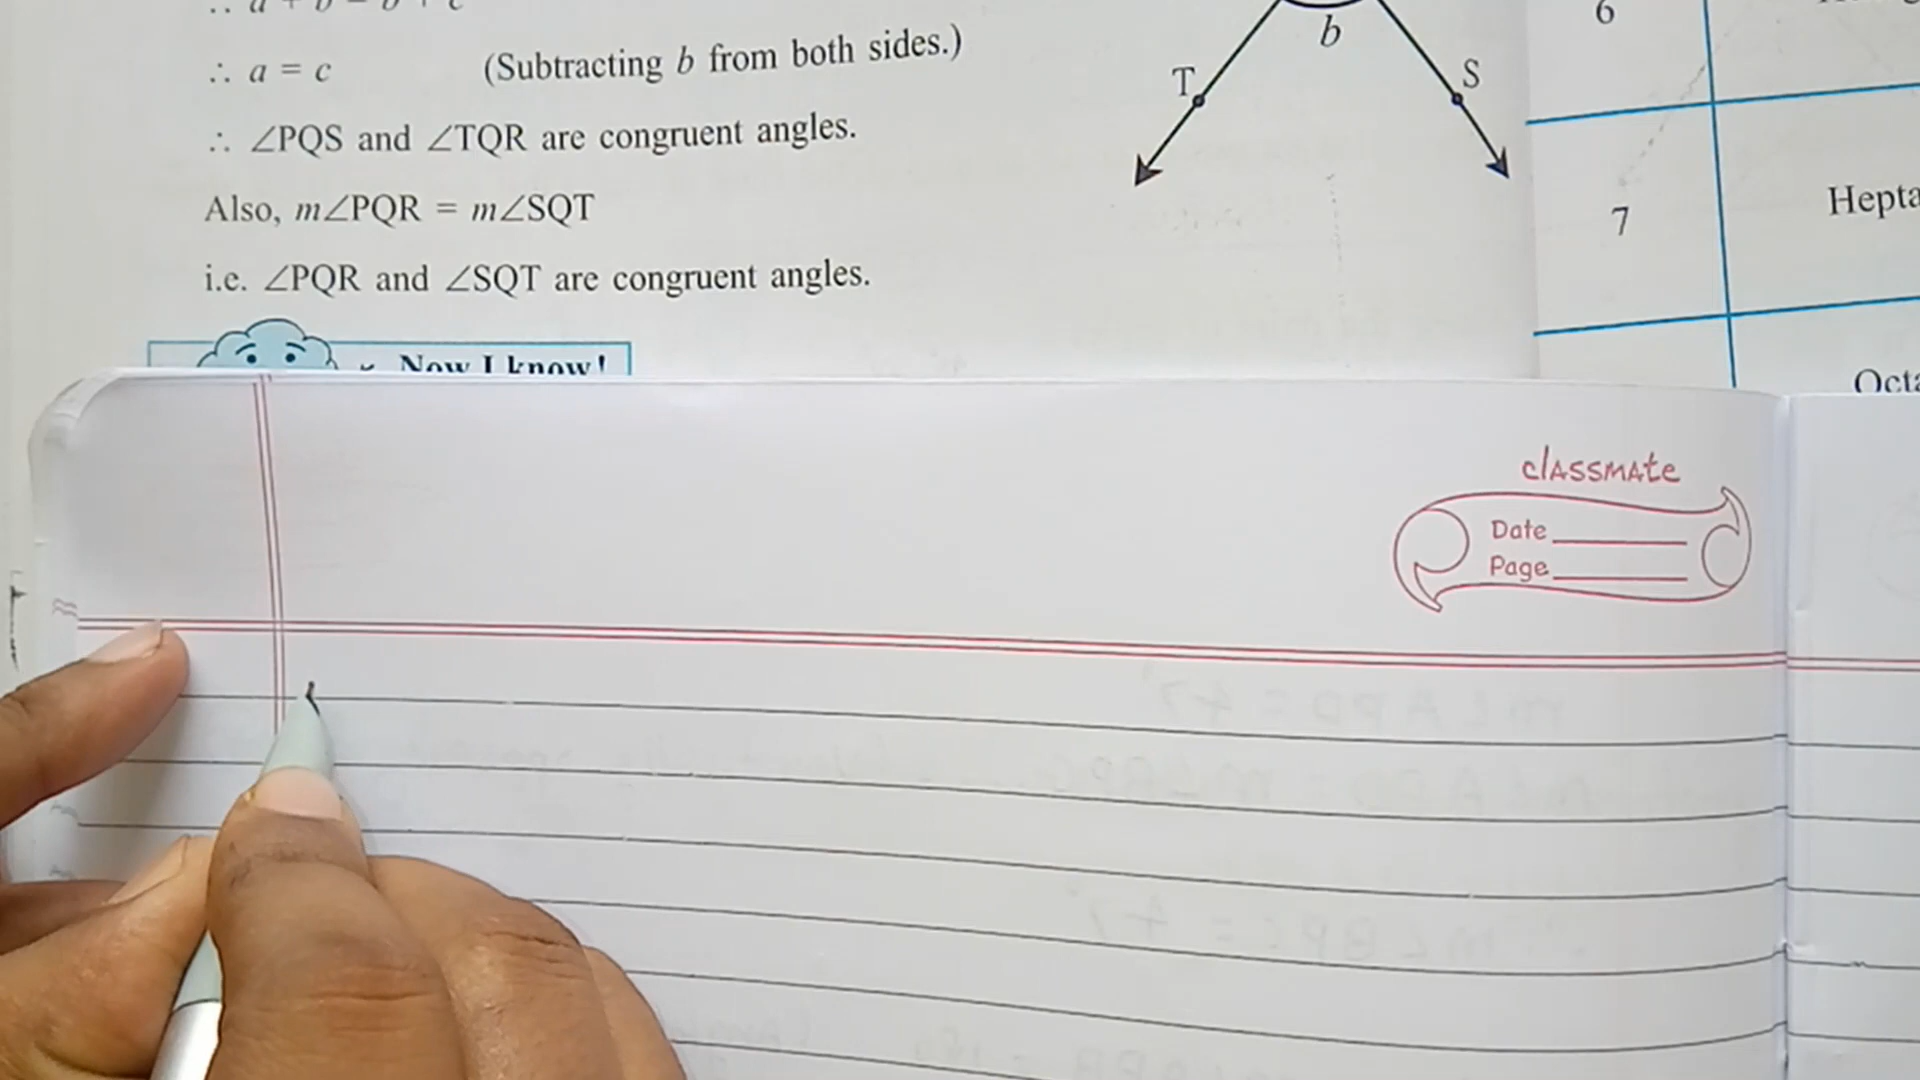 ∴ a = c (Subtracting b from both sides.)
∴ ∠PQS and ∠TQR are congruent angles.
Also, m∠PQR = m∠SQT
i.e. ∠PQR and ∠SQT are congruent angles.
Now I know!
b
T
S
6
7
Hepta
Octa
classmate
Date
Page